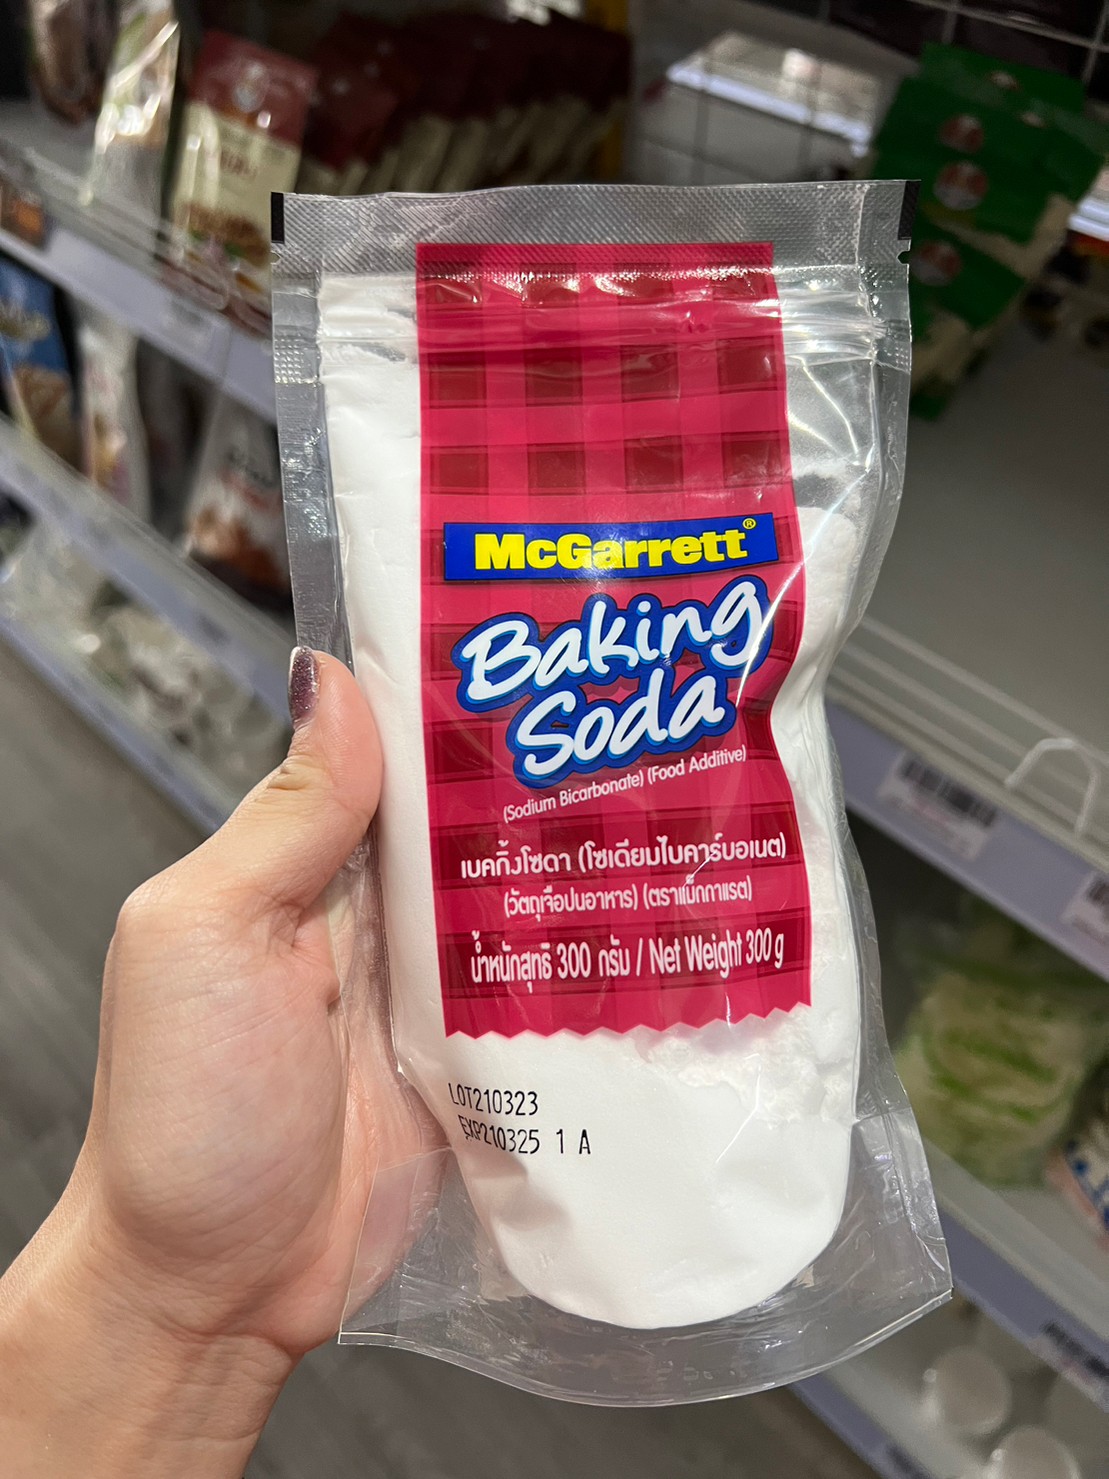 McGarrett®
Baking
Soda
(Sodium Bicarbonate) (Food Additive)
เบคกิ้งโซดา (โซเดียมไบคาร์บอเนต)
(วัตถุเจือปนอาหาร) (ตราแม็กกาแรต)
น้ำหนักสุทธิ 300 กรัม / Net Weight 300 g
LOT210323
EXP210325 1 A